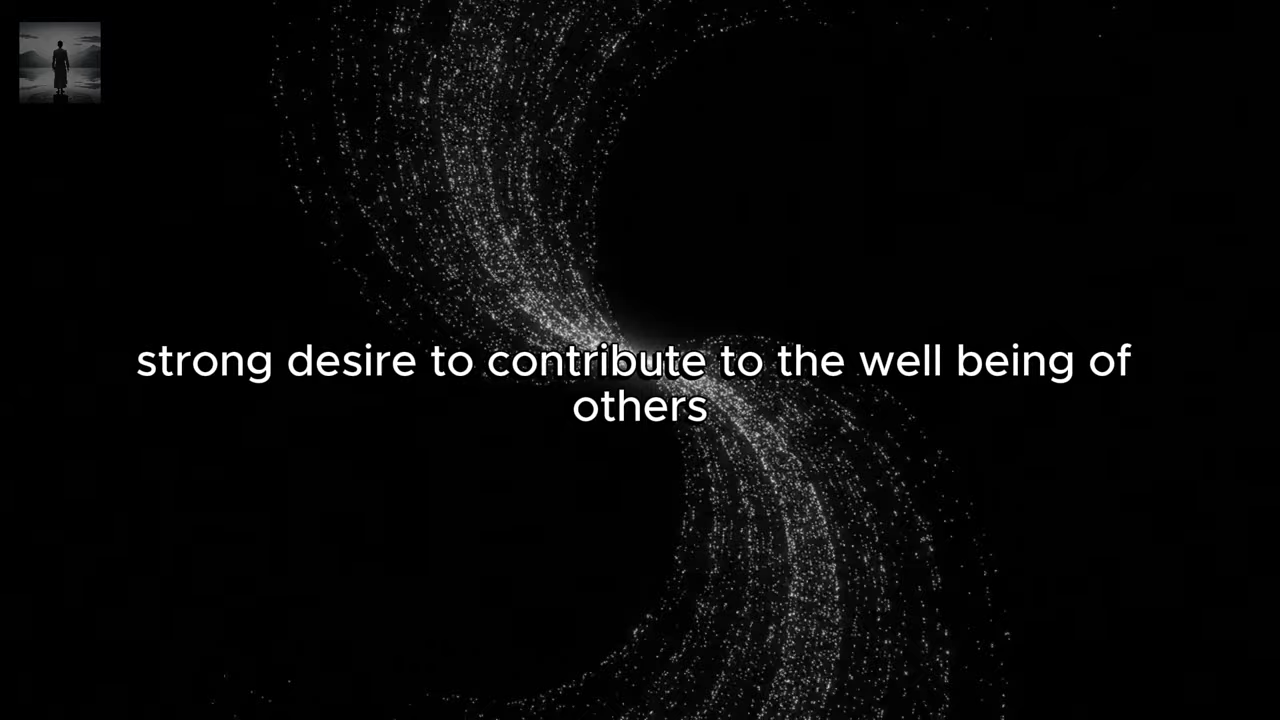 strong desire to contribute to the well being of
others